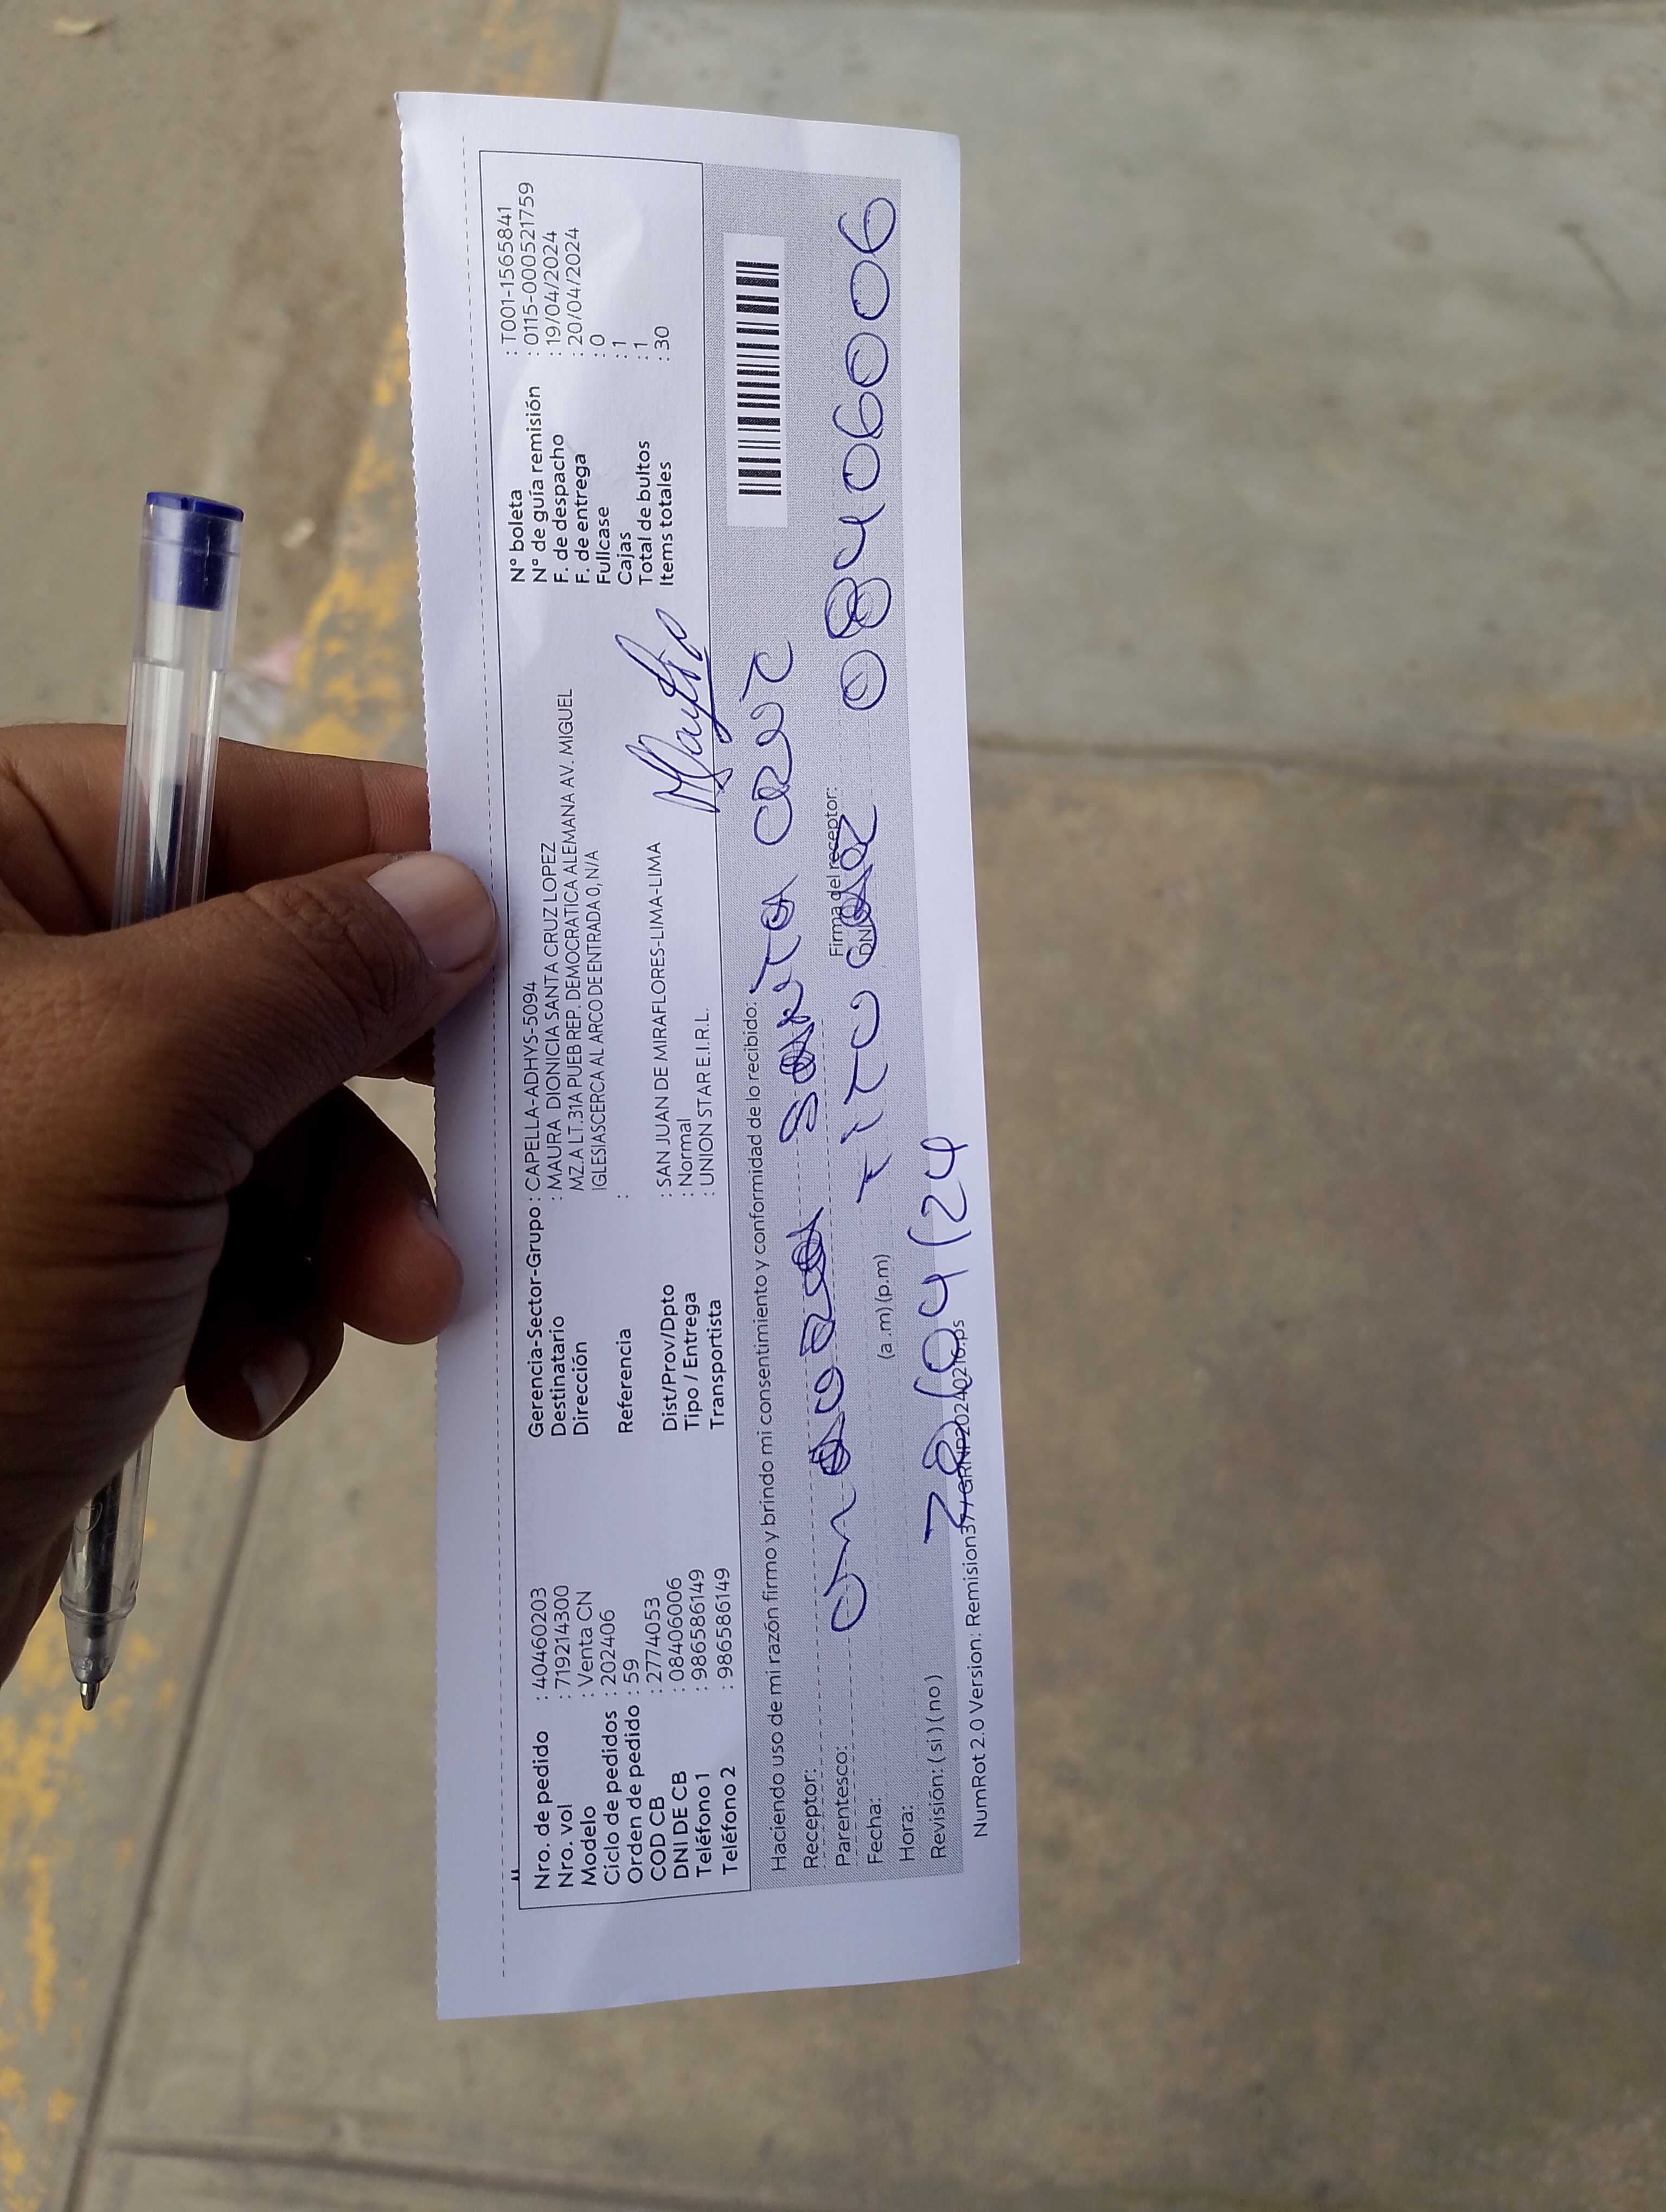 Nro. de pedido : 40460203
Nro. vol : 719214300
Modelo : Venta CN
Ciclo de pedidos : 202406
Orden de pedido : 59
COD CB : 2774053
DNI DE CB : 08406006
Teléfono 1 : 986586149
Teléfono 2 : 986586149
Gerencia-Sector-Grupo : CAPELLA-ADHYS-5094
Destinatario : MAURA DIONICIA SANTA CRUZ LOPEZ
Dirección MZ.A LT.31A PUEB REP. DEMOCRATICA ALEMANA AV. MIGUEL
IGLESIASCERCA AL ARCO DE ENTRADA 0, N/A
Referencia :
Dist/Prov/Dpto : SAN JUAN DE MIRAFLORES-LIMA-LIMA
Tipo / Entrega : Normal
Transportista : UNION STAR E.I.R.L.
N° boleta : T001-1565841
N° de guía remisión : 0115-000521759
F. de despacho : 19/04/2024
F. de entrega : 20/04/2024
Fullcase : 0
Cajas : 1
Total de bultos : 1
Items totales : 30
Haciendo uso de mi razón firmo y brindo mi consentimiento y conformidad de lo recibido:
Receptor: SANTA CRUZ
Parentesco: TITU Firma del receptor:
Fecha: DN 08406006
Hora: (a .m) (p.m)
Revisión: ( si ) ( no ) 04/24
NumRot 2.0 Version: